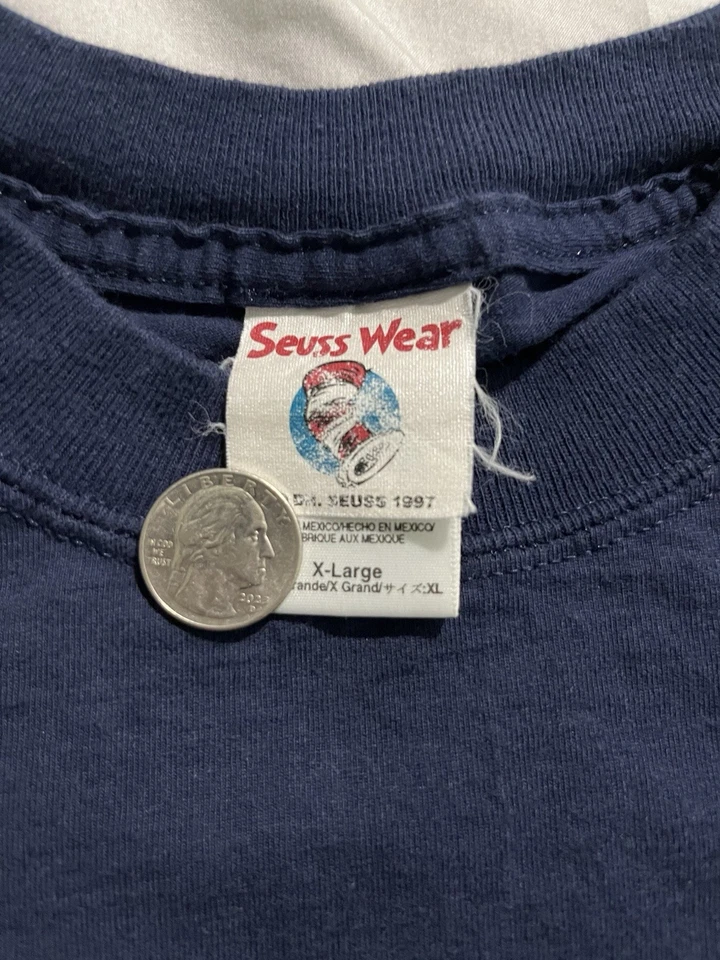 Seuss Wear
DR. SEUSS 1997
LIBERTY
IN GOD
WE
TRUST
MEXICO/HECHO EN MEXICO/
BRIQUE AUX MEXIQUE
X-Large
rande/X Grand/サイズ:XL